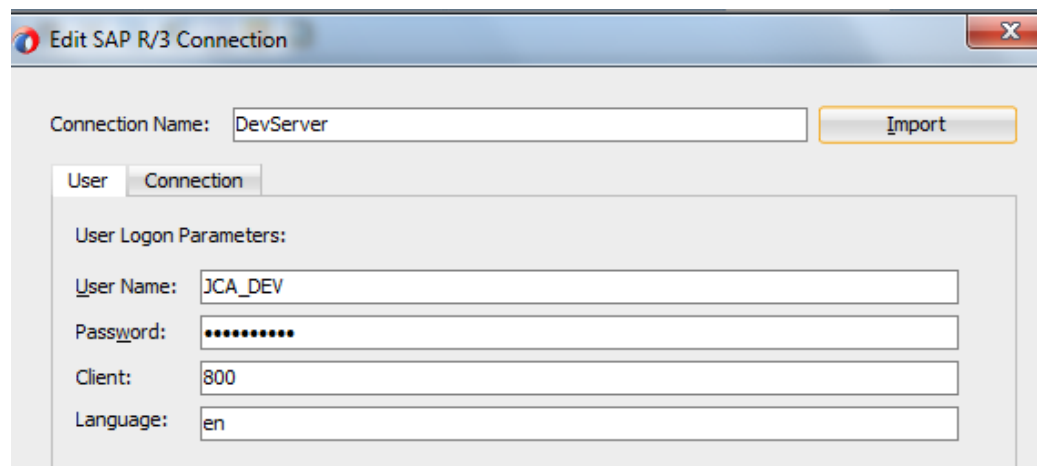 Edit SAP R/3 Connection
x
Connection Name: DevServer Import
User Connection
User Logon Parameters:
User Name: JCA_DEV
Password: ••••••••••
Client: 800
Language: en